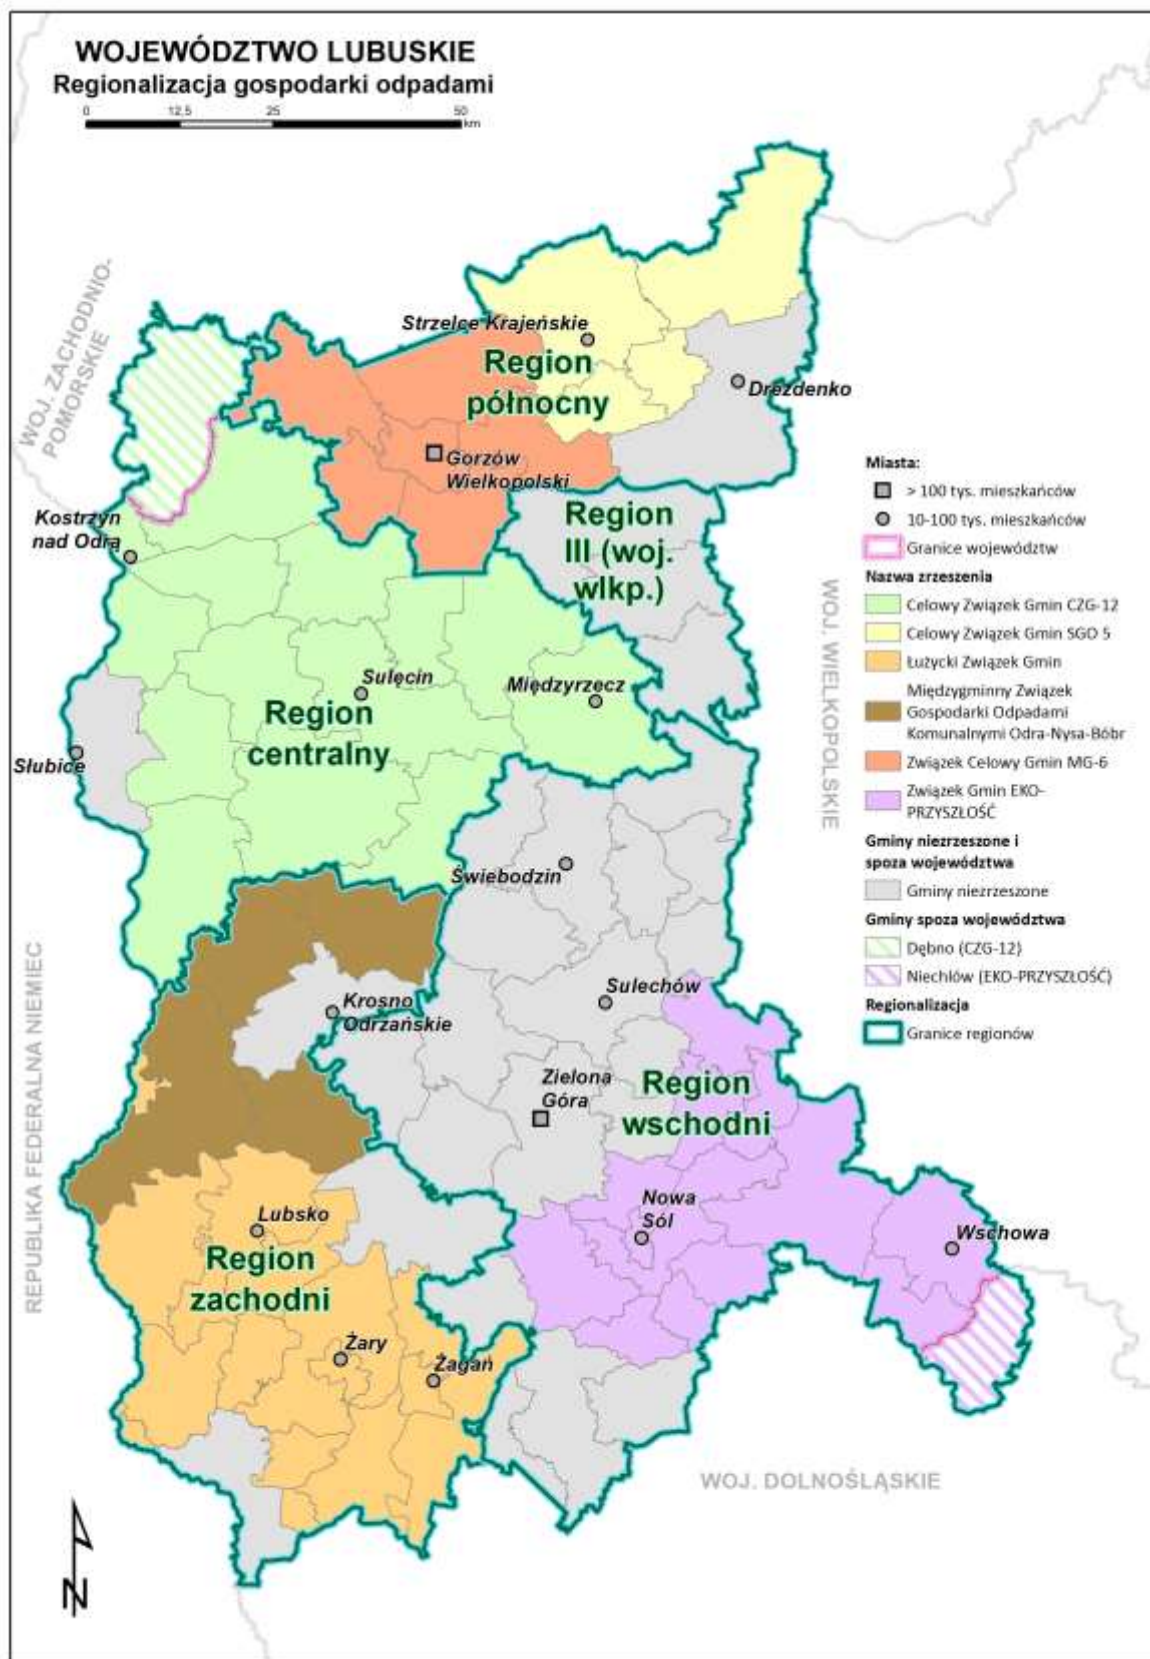 WOJEWÓDZTWO LUBUSKIE
Regionalizacja gospodarki odpadami
0 12,5 25 50
km
WOJ. ZACHODNIO-
POMORSKIE
Strzelce Krajeńskie
Region
północny
Drezdenko
Gorzów
Wielkopolski
Kostrzyn
nad Odrą
Region
III (woj.
wlkp.)
Sulęcin
Międzyrzecz
Region
centralny
Słubice
WOJ. WIELKOPOLSKIE
Świebodzin
Sulechów
Krosno
Odrzańskie
REPUBLIKA FEDERALNA NIEMIEC
Zielona
Góra
Region
wschodni
Nowa
Sól
Lubsko
Wschowa
Region
zachodni
Żary
Żagań
WOJ. DOLNOŚLĄSKIE
N
Miasta:
> 100 tys. mieszkańców
10-100 tys. mieszkańców
Granice województw
Nazwa zrzeszenia
Celowy Związek Gmin CZG-12
Celowy Związek Gmin SGO 5
Łużycki Związek Gmin
Międzygminny Związek
Gospodarki Odpadami
Komunalnymi Odra-Nysa-Bóbr
Związek Celowy Gmin MG-6
Związek Gmin EKO-
PRZYSZŁOŚĆ
Gminy niezrzeszone i
spoza województwa
Gminy niezrzeszone
Gminy spoza województwa
Dębno (CZG-12)
Niechlów (EKO-PRZYSZŁOŚĆ)
Regionalizacja
Granice regionów